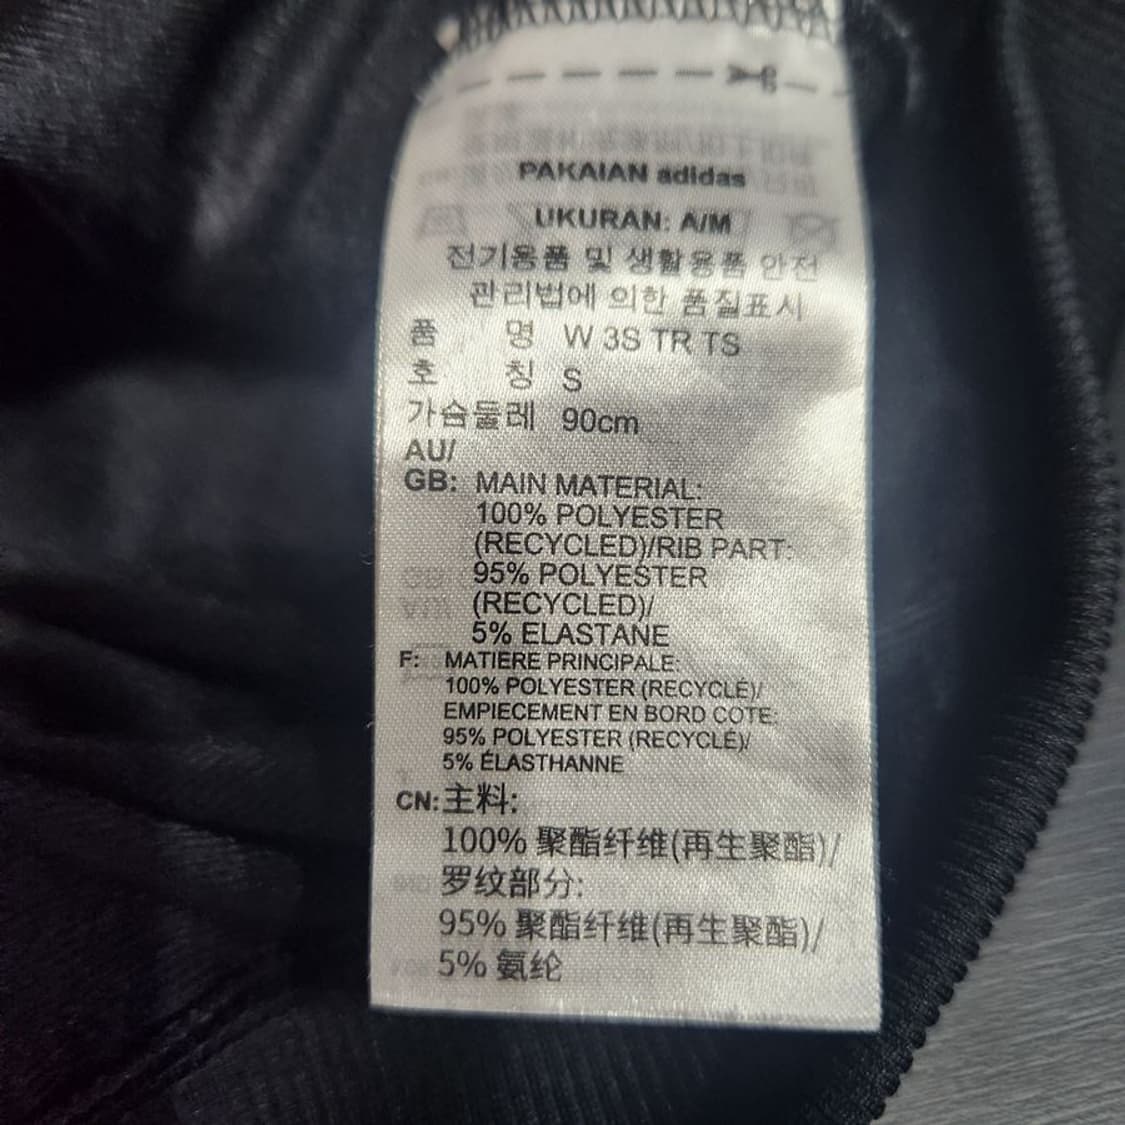 PAKAIAN adidas
UKURAN: A/M
전기용품 및 생활용품 안전
관리법에 의한 품질표시
품 명 W 3S TR TS
호 칭 S
가슴둘레 90cm
AU/
GB: MAIN MATERIAL:
100% POLYESTER
(RECYCLED)/RIB PART:
95% POLYESTER
(RECYCLED)/
5% ELASTANE
F: MATIERE PRINCIPALE:
100% POLYESTER (RECYCLÉ)/
EMPIECEMENT EN BORD COTE:
95% POLYESTER (RECYCLÉ)/
5% ÉLASTHANNE
CN: 主料:
100% 聚酯纤维(再生聚酯)/
罗纹部分:
95% 聚酯纤维(再生聚酯)/
5% 氨纶